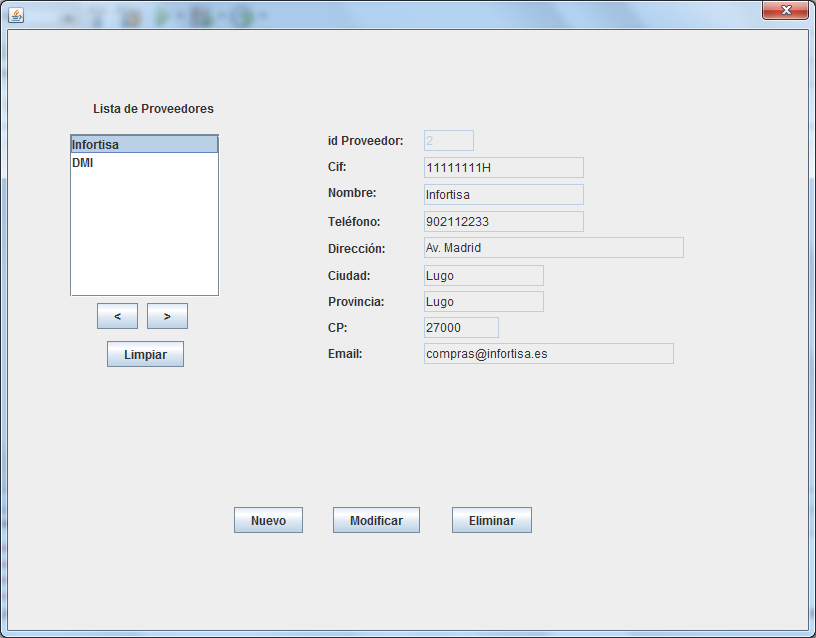 Lista de Proveedores
Infortisa
DMI
<
>
Limpiar
id Proveedor: 2
Cif: 11111111H
Nombre: Infortisa
Teléfono: 902112233
Dirección: Av. Madrid
Ciudad: Lugo
Provincia: Lugo
CP: 27000
Email: compras@infortisa.es
Nuevo
Modificar
Eliminar